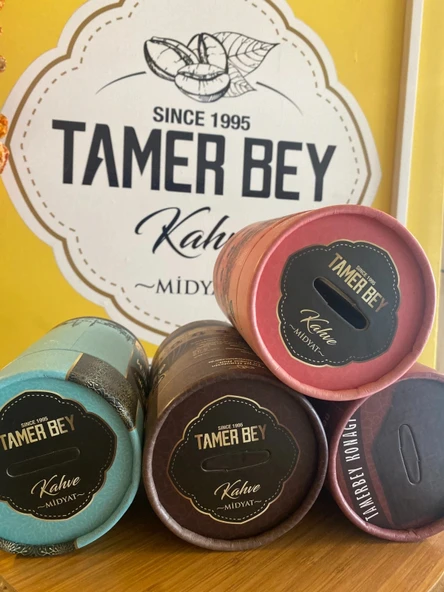 SINCE 1995
TAMER BEY
Kahve
~MİDYA
SINCE 1995
TAMER BEY
Kahve
~MİDYAT~
SINCE 1995
TAMER BEY
Kahve
~MİDYAT~
SINCE 1995
TAMER BEY
Kahve
~MİDYAT~
TAMERBEY KONAĞI